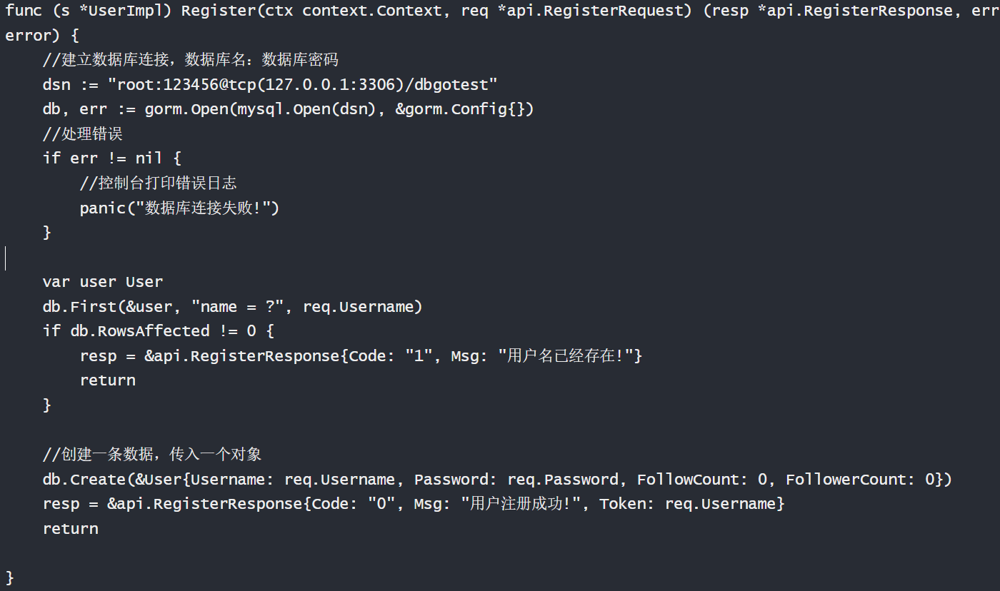 func (s *UserImpl) Register(ctx context.Context, req *api.RegisterRequest) (resp *api.RegisterResponse, err
error) {
    //建立数据库连接，数据库名：数据库密码
    dsn := "root:123456@tcp(127.0.0.1:3306)/dbgotest"
    db, err := gorm.Open(mysql.Open(dsn), &gorm.Config{})
    //处理错误
    if err != nil {
        //控制台打印错误日志
        panic("数据库连接失败!")
    }
    var user User
    db.First(&user, "name = ?", req.Username)
    if db.RowsAffected != 0 {
        resp = &api.RegisterResponse{Code: "1", Msg: "用户名已经存在!"}
        return
    }
    //创建一条数据，传入一个对象
    db.Create(&User{Username: req.Username, Password: req.Password, FollowCount: 0, FollowerCount: 0})
    resp = &api.RegisterResponse{Code: "0", Msg: "用户注册成功!", Token: req.Username}
    return
}